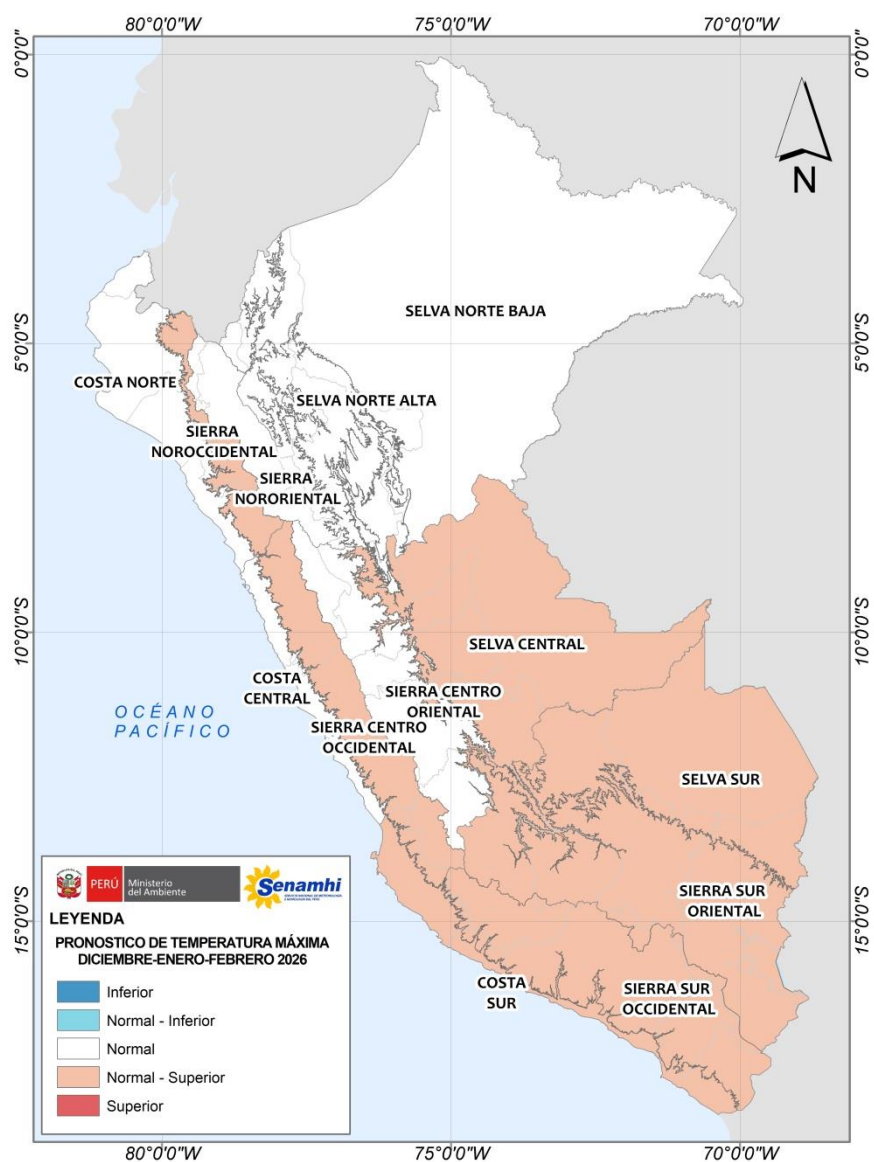 80°0'0"W 75°0'0"W 70°0'0"W
0°0'0" 0°0'0"
N
SELVA NORTE BAJA
5°0'0"S 5°0'0"S
COSTA NORTE
SELVA NORTE ALTA
SIERRA
NOROCCIDENTAL
SIERRA
NORORIENTAL
10°0'0"S 10°0'0"S
SELVA CENTRAL
COSTA
CENTRAL
SIERRA CENTRO
ORIENTAL
OCÉANO
PACÍFICO
SIERRA CENTRO
OCCIDENTAL
SELVA SUR
SIERRA SUR
ORIENTAL
15°0'0"S 15°0'0"S
COSTA
SUR
SIERRA SUR
OCCIDENTAL
PERÚ
Ministerio
del Ambiente
Senamhi
LEYENDA
PRONOSTICO DE TEMPERATURA MÁXIMA
DICIEMBRE-ENERO-FEBRERO 2026
Inferior
Normal - Inferior
Normal
Normal - Superior
Superior
80°0'0"W 75°0'0"W 70°0'0"W